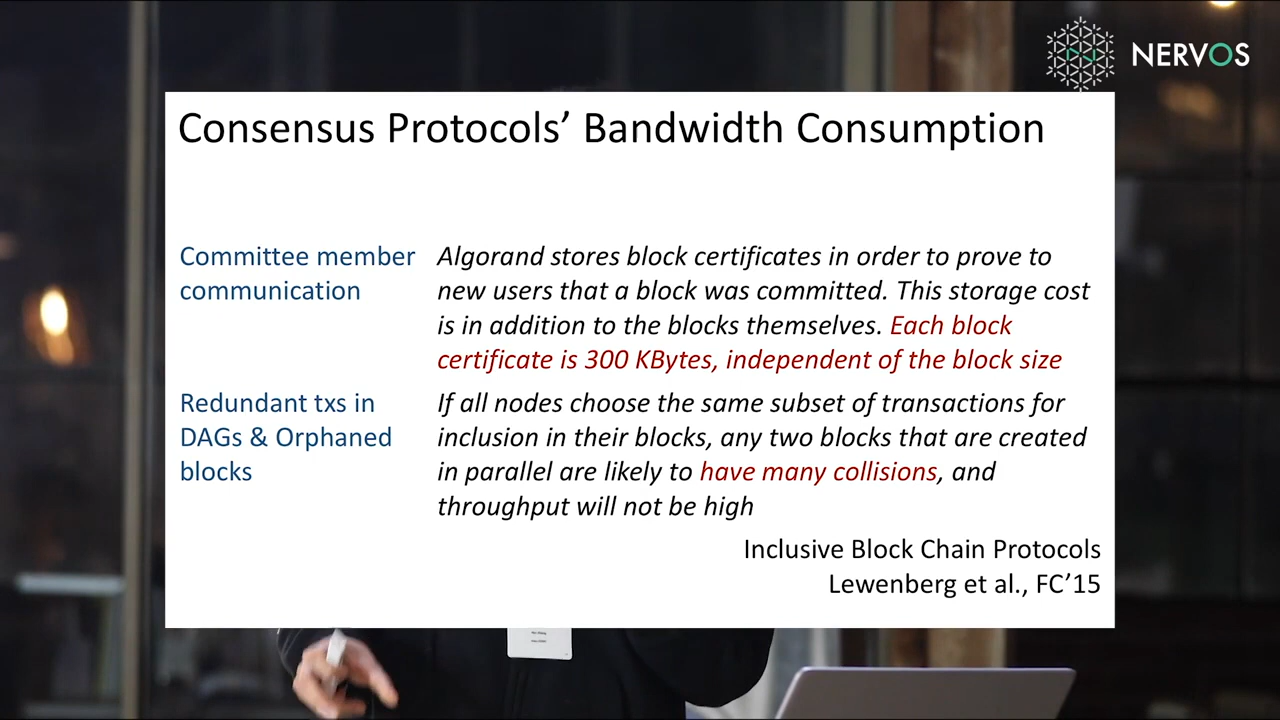 NERVOS
Consensus Protocols’ Bandwidth Consumption
Committee member
communication
Algorand stores block certificates in order to prove to
new users that a block was committed. This storage cost
is in addition to the blocks themselves. Each block
certificate is 300 KBytes, independent of the block size
Redundant txs in
DAGs & Orphaned
blocks
If all nodes choose the same subset of transactions for
inclusion in their blocks, any two blocks that are created
in parallel are likely to have many collisions, and
throughput will not be high
Inclusive Block Chain Protocols
Lewenberg et al., FC’15